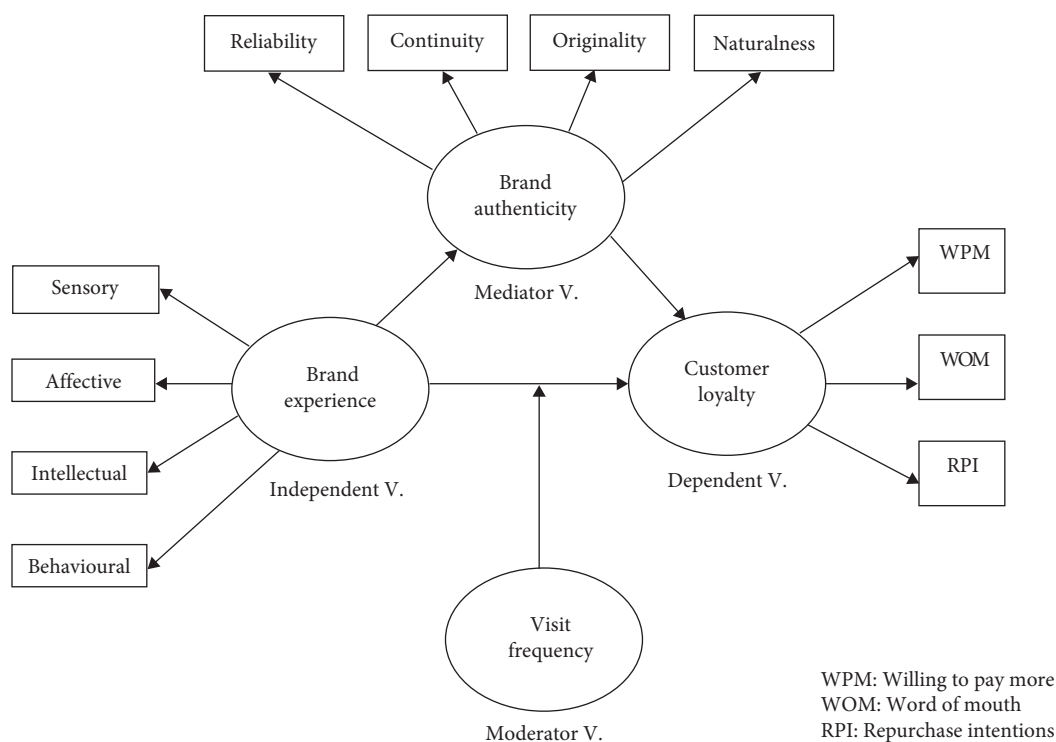 Reliability
Continuity
Originality
Naturalness
Brand
authenticity
Mediator V.
WPM
Sensory
Affective
Intellectual
Behavioural
Brand
experience
Independent V.
Customer
loyalty
Dependent V.
WOM
RPI
Visit
frequency
Moderator V.
WPM: Willing to pay more
WOM: Word of mouth
RPI: Repurchase intentions